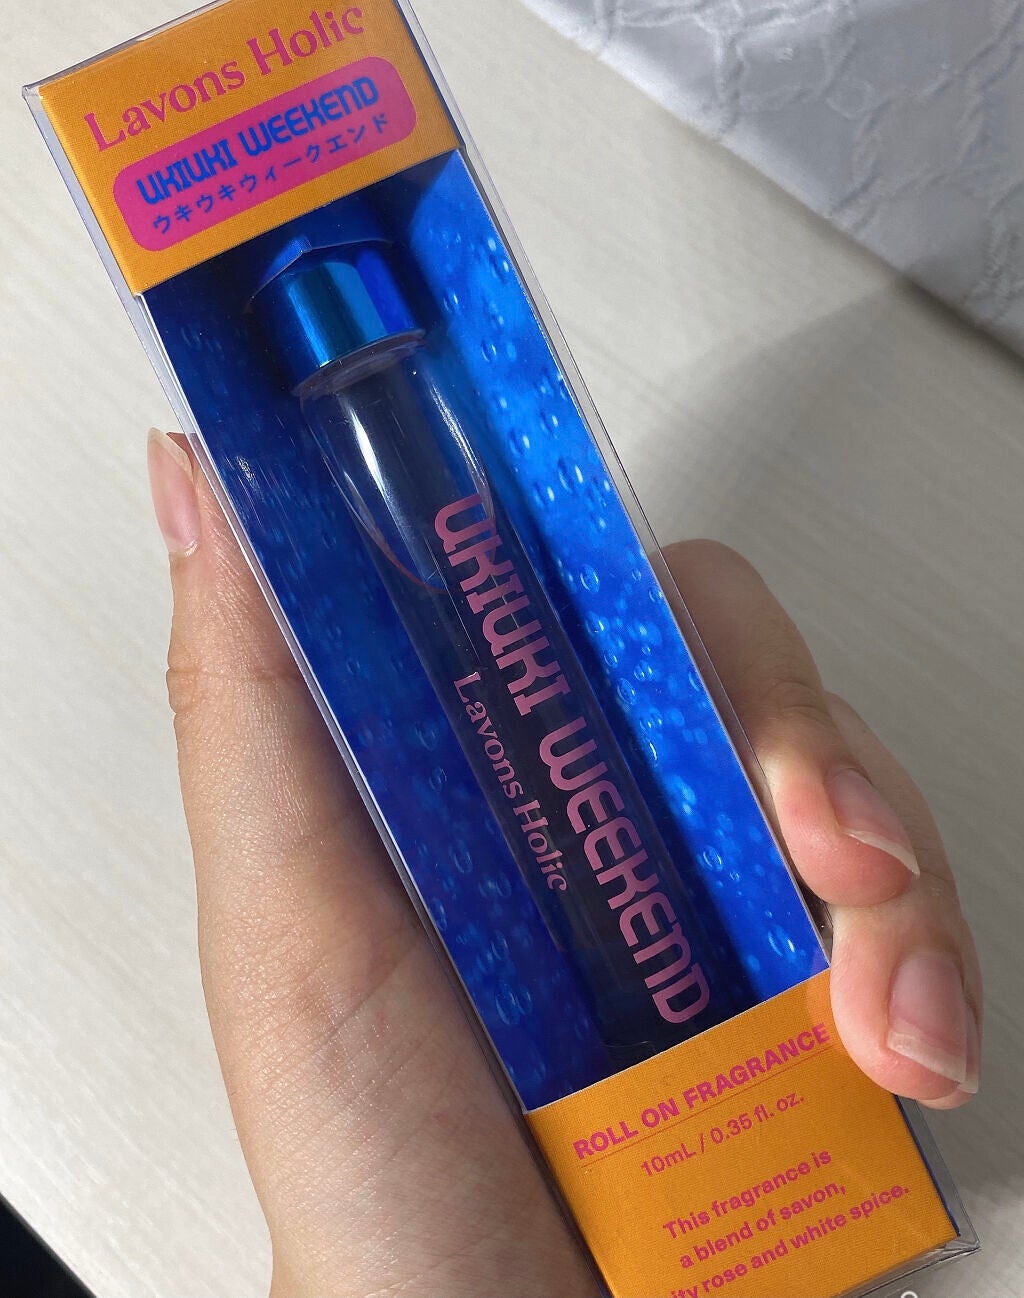 Lavons Holic
UKIUKI WEEKEND
ウキウキウィークエンド
UKIUKI WEEKEND
Lavons Holic
ROLL ON FRAGRANCE
10mL / 0.35 fl. oz.
This fragrance is
a blend of savon,
rose and white spice.